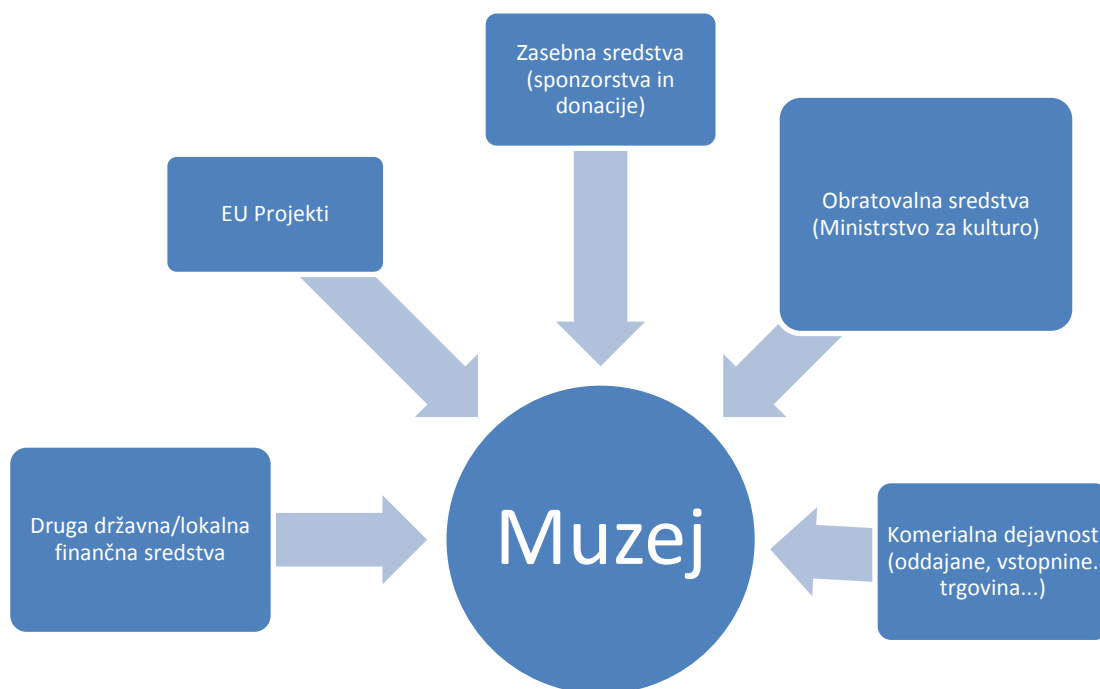 Zasebna sredstva
(sponzorstva in
donacije)
EU Projekti
Obratovalna sredstva
(Ministrstvo za kulturo)
Druga državna/lokalna
finančna sredstva
Muzej
Komerialna dejavnost
(oddajane, vstopnine.
trgovina...)